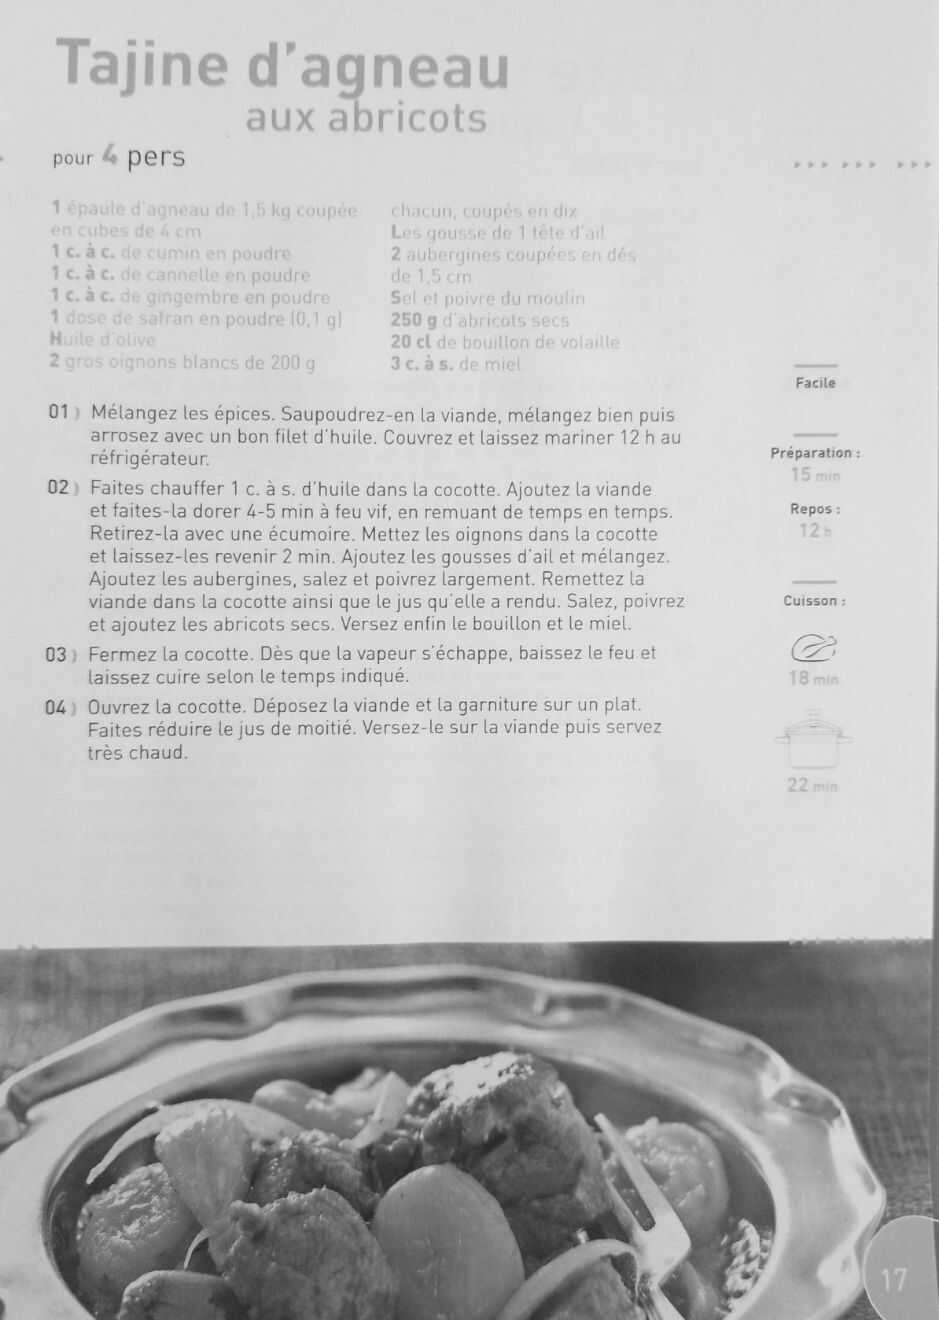 Tajine d'agneau
aux abricots
pour 4 pers
1 épaule d'agneau de 1,5 kg coupée
en cubes de 4 cm
1 c. à c. de cumin en poudre
1 c. à c. de cannelle en poudre
1 c. à c. de gingembre en poudre
1 dose de safran en poudre (0,1 g)
Huile d'olive
2 gros oignons blancs de 200 g
chacun, coupés en dix
Les gousse de 1 tête d'ail
2 aubergines coupées en dés
de 1,5 cm
Sel et poivre du moulin
250 g d'abricots secs
20 cl de bouillon de volaille
3 c. à s. de miel
01) Mélangez les épices. Saupoudrez-en la viande, mélangez bien puis
arrosez avec un bon filet d'huile. Couvrez et laissez mariner 12 h au
réfrigérateur.
02) Faites chauffer 1 c. à s. d'huile dans la cocotte. Ajoutez la viande
et faites-la dorer 4-5 min à feu vif, en remuant de temps en temps.
Retirez-la avec une écumoire. Mettez les oignons dans la cocotte
et laissez-les revenir 2 min. Ajoutez les gousses d'ail et mélangez.
Ajoutez les aubergines, salez et poivrez largement. Remettez la
viande dans la cocotte ainsi que le jus qu'elle a rendu. Salez, poivrez
et ajoutez les abricots secs. Versez enfin le bouillon et le miel.
03) Fermez la cocotte. Dès que la vapeur s'échappe, baissez le feu et
laissez cuire selon le temps indiqué.
04) Ouvrez la cocotte. Déposez la viande et la garniture sur un plat.
Faites réduire le jus de moitié. Versez-le sur la viande puis servez
très chaud.
Facile
Préparation :
15 min
Repos :
12 h
Cuisson :
18 min
22 min
17